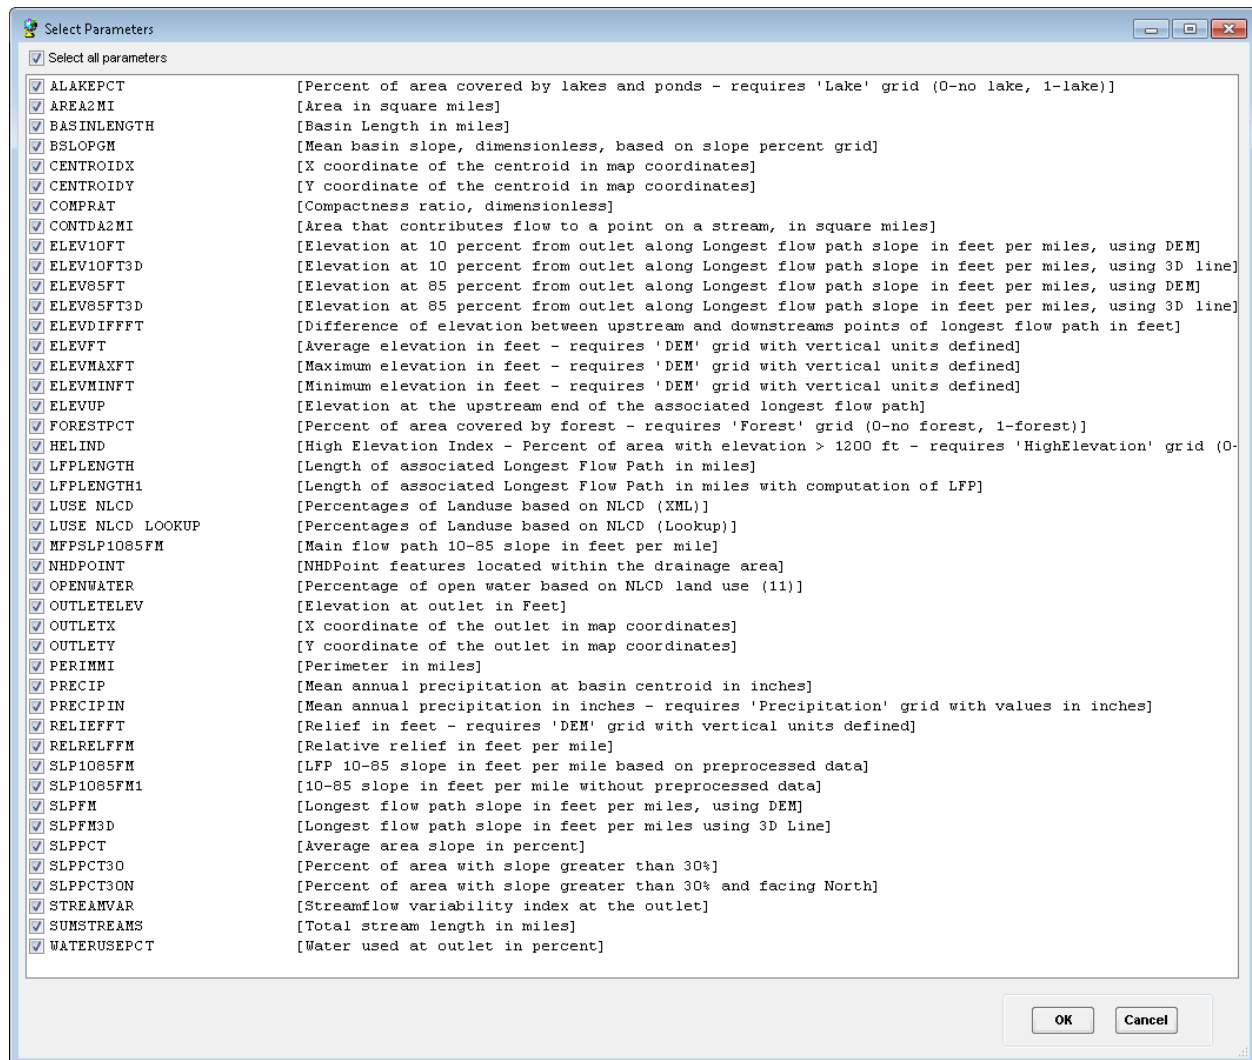 Select Parameters
Select all parameters
ALAKEPCT [Percent of area covered by lakes and ponds - requires 'Lake' grid (0-no lake, 1-lake)]
AREA2MI [Area in square miles]
BASINLENGTH [Basin Length in miles]
BSLOPGM [Mean basin slope, dimensionless, based on slope percent grid]
CENTROIDX [X coordinate of the centroid in map coordinates]
CENTROIDY [Y coordinate of the centroid in map coordinates]
COMPRAT [Compactness ratio, dimensionless]
CONTDA2MI [Area that contributes flow to a point on a stream, in square miles]
ELEV10FT [Elevation at 10 percent from outlet along Longest flow path slope in feet per miles, using DEM]
ELEV10FT3D [Elevation at 10 percent from outlet along Longest flow path slope in feet per miles, using 3D line]
ELEV85FT [Elevation at 85 percent from outlet along Longest flow path slope in feet per miles, using DEM]
ELEV85FT3D [Elevation at 85 percent from outlet along Longest flow path slope in feet per miles, using 3D line]
ELEVDIFFFT [Difference of elevation between upstream and downstreams points of longest flow path in feet]
ELEVFT [Average elevation in feet - requires 'DEM' grid with vertical units defined]
ELEVMAXFT [Maximum elevation in feet - requires 'DEM' grid with vertical units defined]
ELEVMINFT [Minimum elevation in feet - requires 'DEM' grid with vertical units defined]
ELEVUP [Elevation at the upstream end of the associated longest flow path]
FORESTPCT [Percent of area covered by forest - requires 'Forest' grid (0-no forest, 1-forest)]
HELIND [High Elevation Index - Percent of area with elevation > 1200 ft - requires 'HighElevation' grid (0-
LFPLENGTH [Length of associated Longest Flow Path in miles]
LFPLENGTH1 [Length of associated Longest Flow Path in miles with computation of LFP]
LUSE NLCD [Percentages of Landuse based on NLCD (XML)]
LUSE NLCD LOOKUP [Percentages of Landuse based on NLCD (Lookup)]
MFPSLP1085FM [Main flow path 10-85 slope in feet per mile]
NHDPOINT [NHDPoint features located within the drainage area]
OPENWATER [Percentage of open water based on NLCD land use (11)]
OUTLETELEV [Elevation at outlet in Feet]
OUTLETX [X coordinate of the outlet in map coordinates]
OUTLETY [Y coordinate of the outlet in map coordinates]
PERIMMI [Perimeter in miles]
PRECIP [Mean annual precipitation at basin centroid in inches]
PRECIPIN [Mean annual precipitation in inches - requires 'Precipitation' grid with values in inches]
RELIEFFT [Relief in feet - requires 'DEM' grid with vertical units defined]
RELRELFFM [Relative relief in feet per mile]
SLP1085FM [LFP 10-85 slope in feet per mile based on preprocessed data]
SLP1085FM1 [10-85 slope in feet per mile without preprocessed data]
SLPFM [Longest flow path slope in feet per miles, using DEM]
SLPFM3D [Longest flow path slope in feet per miles using 3D Line]
SLPPCT [Average area slope in percent]
SLPPCT30 [Percent of area with slope greater than 30%]
SLPPCT30N [Percent of area with slope greater than 30% and facing North]
STREAMVAR [Streamflow variability index at the outlet]
SUMSTREAMS [Total stream length in miles]
WATERUSEPCT [Water used at outlet in percent]
OK Cancel